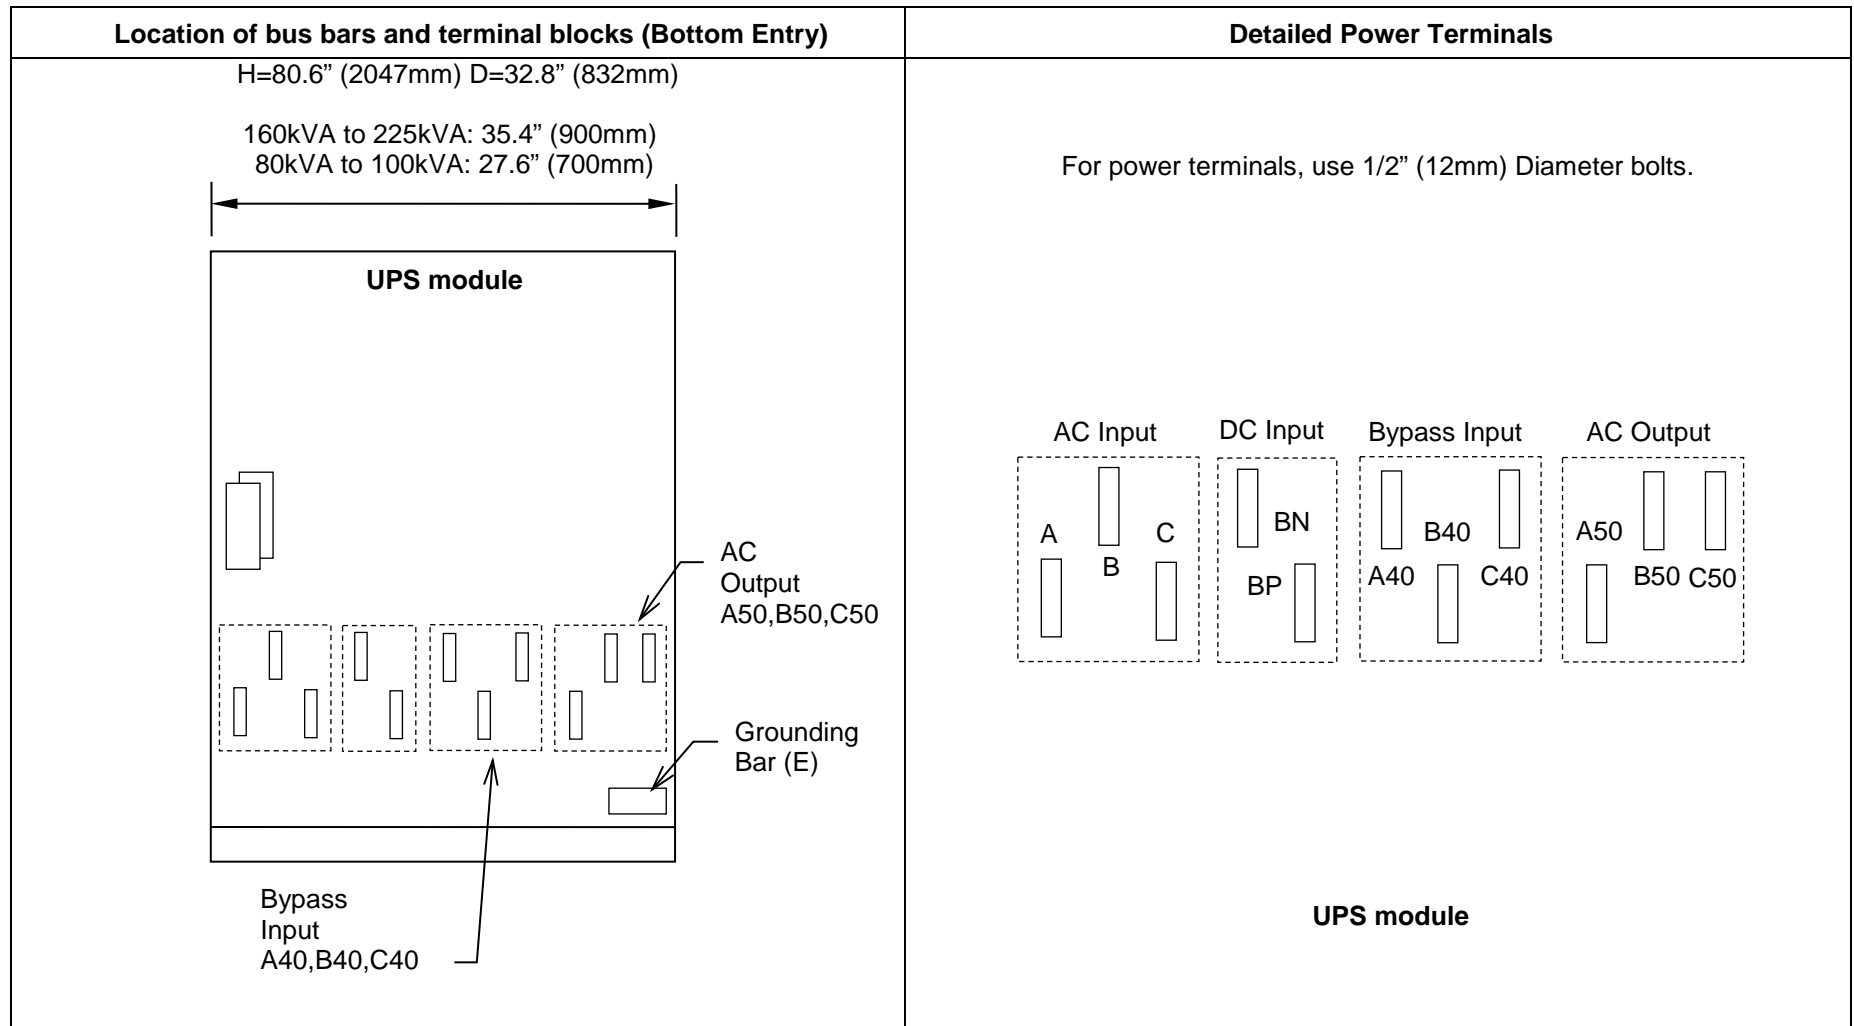 Location of bus bars and terminal blocks (Bottom Entry)
H=80.6” (2047mm) D=32.8” (832mm)
160kVA to 225kVA: 35.4” (900mm)
80kVA to 100kVA: 27.6” (700mm)
UPS module
AC
Output
A50,B50,C50
Grounding
Bar (E)
Bypass
Input
A40,B40,C40
Detailed Power Terminals
For power terminals, use 1/2” (12mm) Diameter bolts.
AC Input
DC Input
Bypass Input
AC Output
A
B
C
BN
BP
A40
B40
C40
A50
B50
C50
UPS module